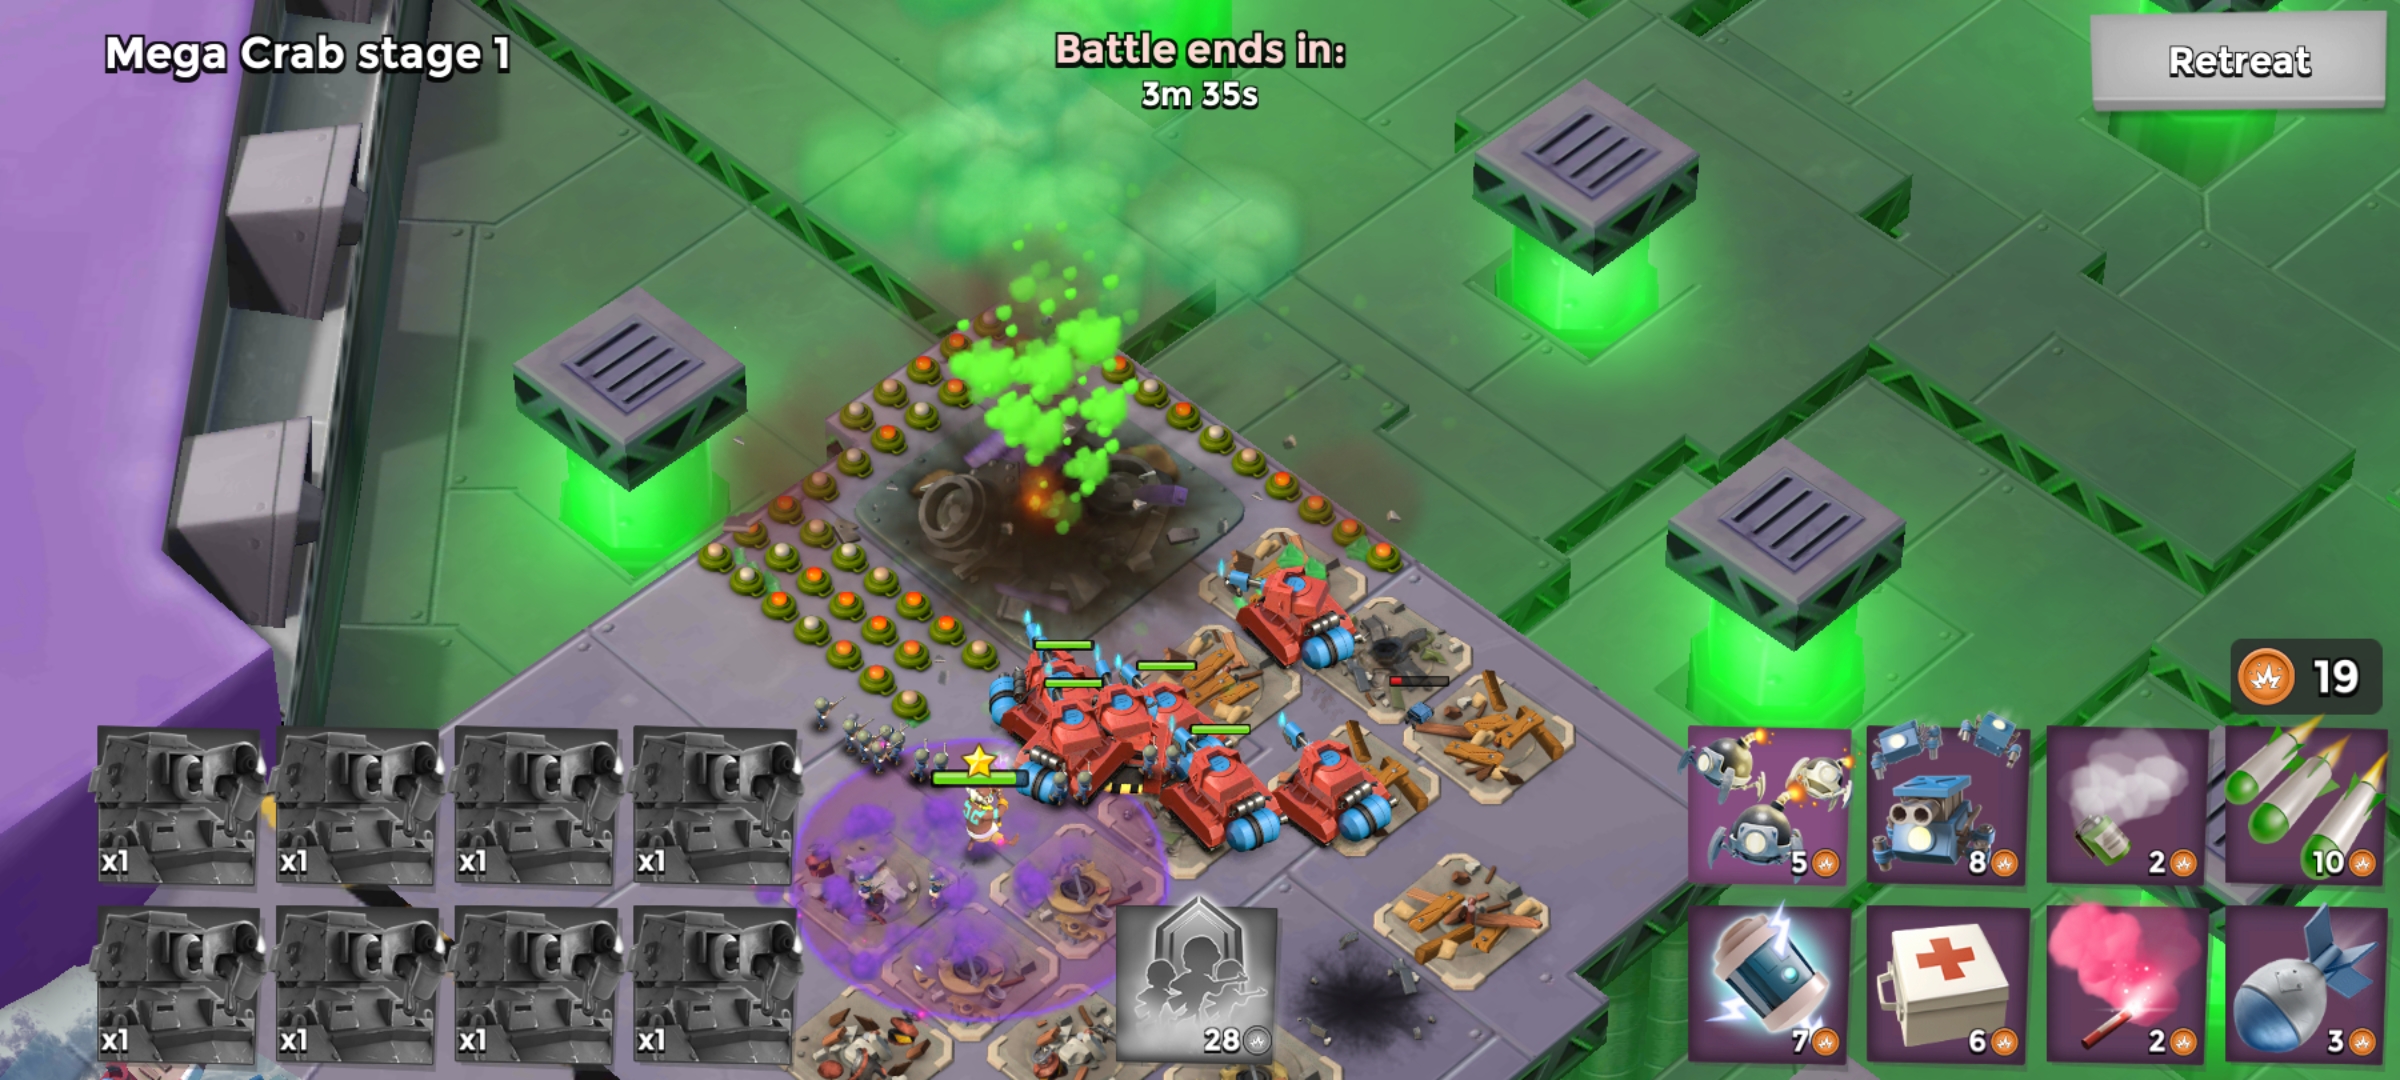 Mega Crab stage 1
Battle ends in:
3m 35s
Retreat
19
x1
x1
x1
x1
5
8
2
10
x1
x1
x1
x1
28
7
6
2
3